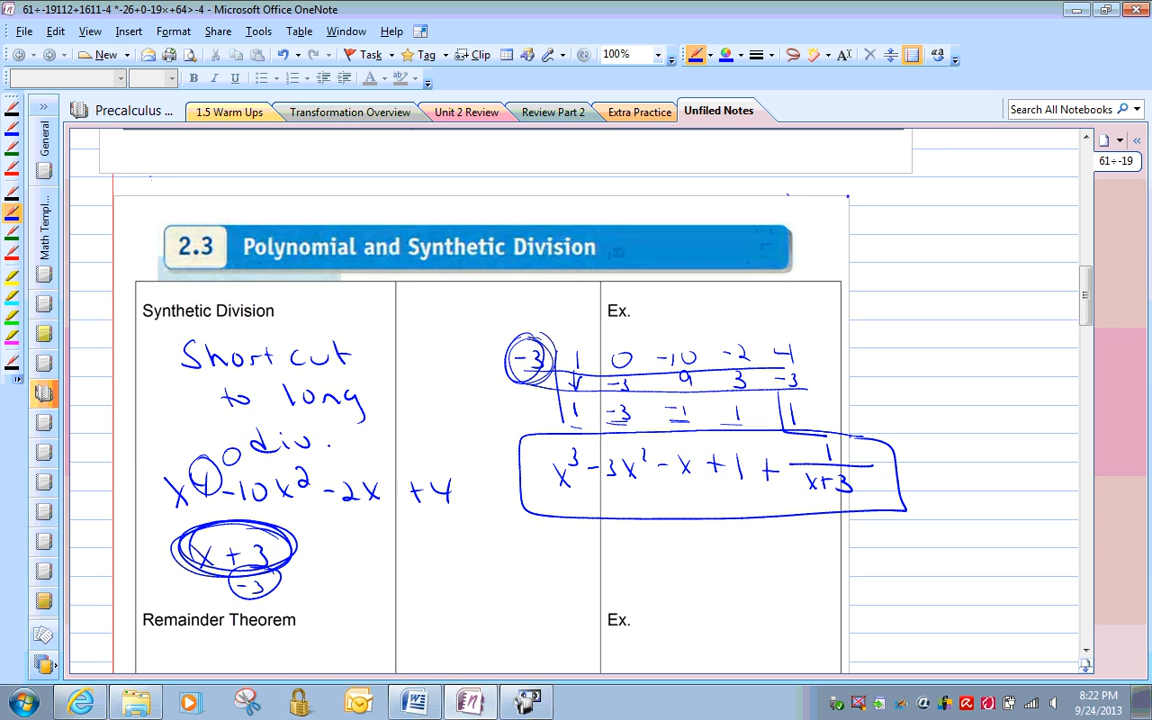 61÷-19112+1611-4 *-26+0-19×+64>-4 - Microsoft Office OneNote
File Edit View Insert Format Share Tools Table Window Help
New Task Tag Clip 100%
Precalculus ... 1.5 Warm Ups Transformation Overview Unit 2 Review Review Part 2 Extra Practice Unfiled Notes Search All Notebooks
General
Math Templ...
61÷-19
2.3 Polynomial and Synthetic Division
Synthetic Division
Ex.
Short cut
to long
div.
x⁴ 0 -10x² -2x +4
x + 3
-3
-3 1 0 -10 -2 4
↓ -3 9 3 -3
1 -3 -1 1 1
x³ -3x² -x +1 + 1/(x+3)
Remainder Theorem
Ex.
8:22 PM
9/24/2013